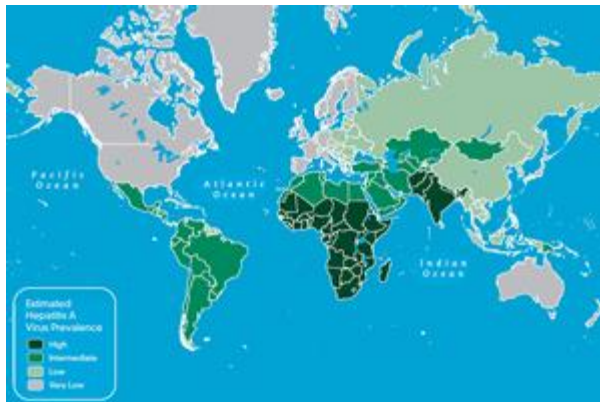 Pacific
Ocean
Atlantic
Ocean
Indian
Ocean
Estimated
Hepatitis A
Virus Prevalence
High
Intermediate
Low
Very Low